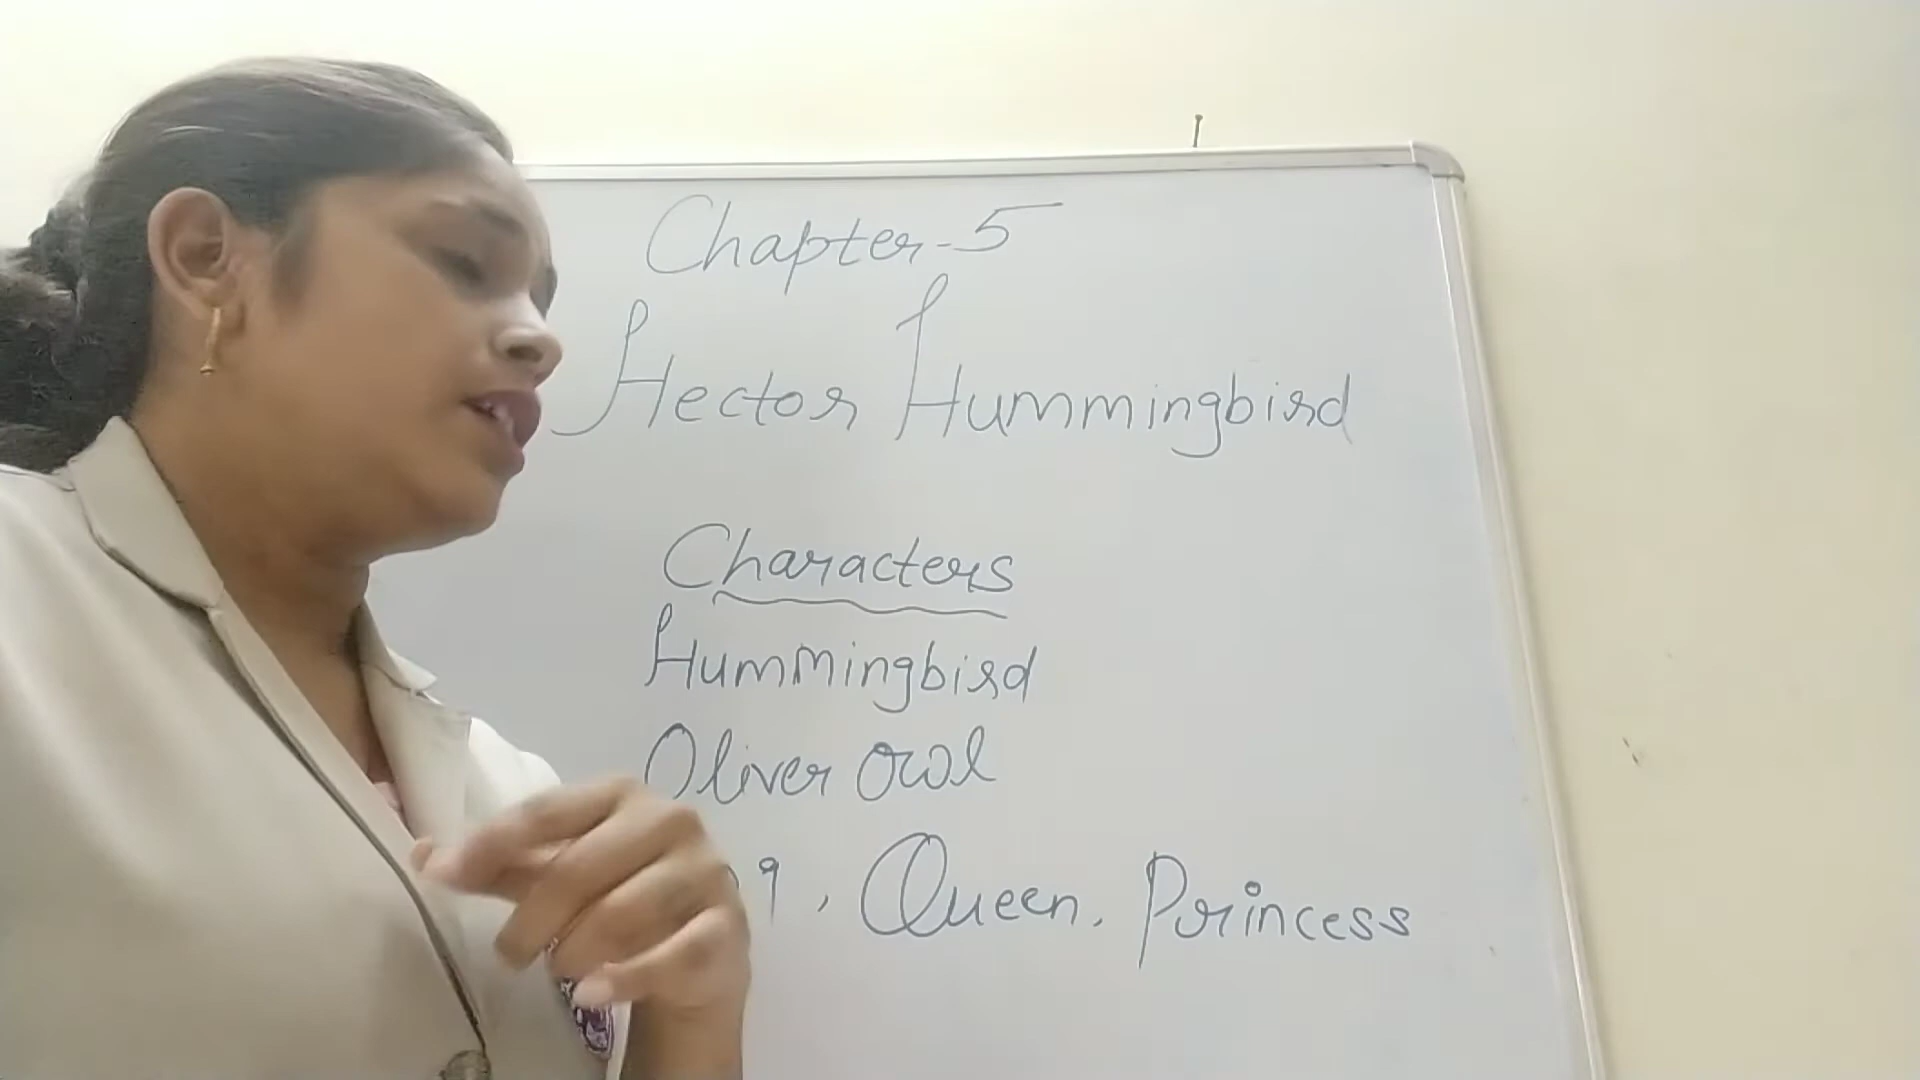 Chapter-5
Hector Hummingbird
Characters
Hummingbird
Oliver Owl
, Queen, Princess